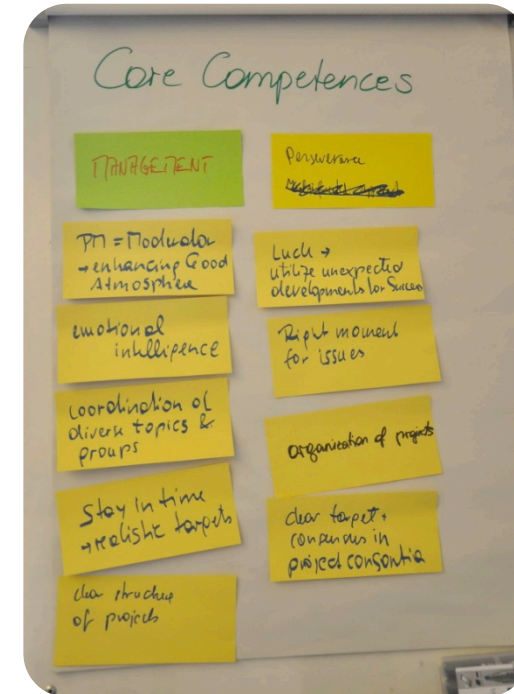 Core Competences
MANAGEMENT
PM = Moderator
→ enhancing Good
Atmosphere
emotional
intelligence
coordination of
diverse topics &
groups
Stay in time
→ realistic targets
clear structure
of projects
Perseverance
Luck →
utilize unexpected
developments for Success
Right moment
for issues
organization of projects
clear target +
consensus in
project consortia